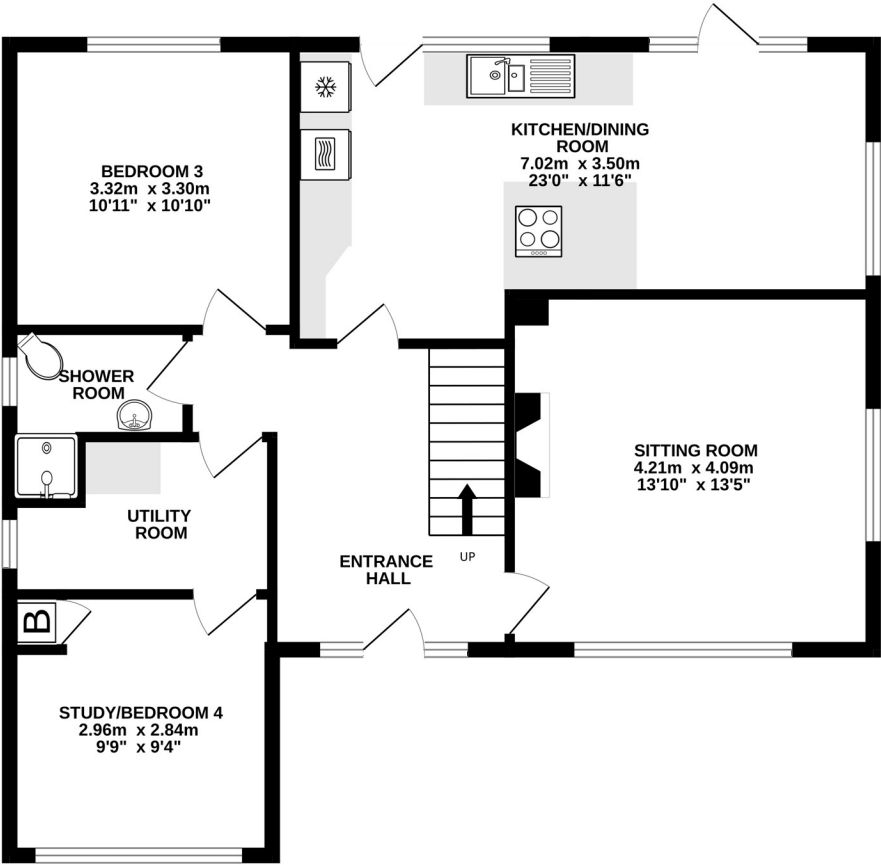 BEDROOM 3
3.32m x 3.30m
10'11" x 10'10"
KITCHEN/DINING
ROOM
7.02m x 3.50m
23'0" x 11'6"
SHOWER
ROOM
SITTING ROOM
4.21m x 4.09m
13'10" x 13'5"
UTILITY
ROOM
UP
ENTRANCE
HALL
B
STUDY/BEDROOM 4
2.96m x 2.84m
9'9" x 9'4"